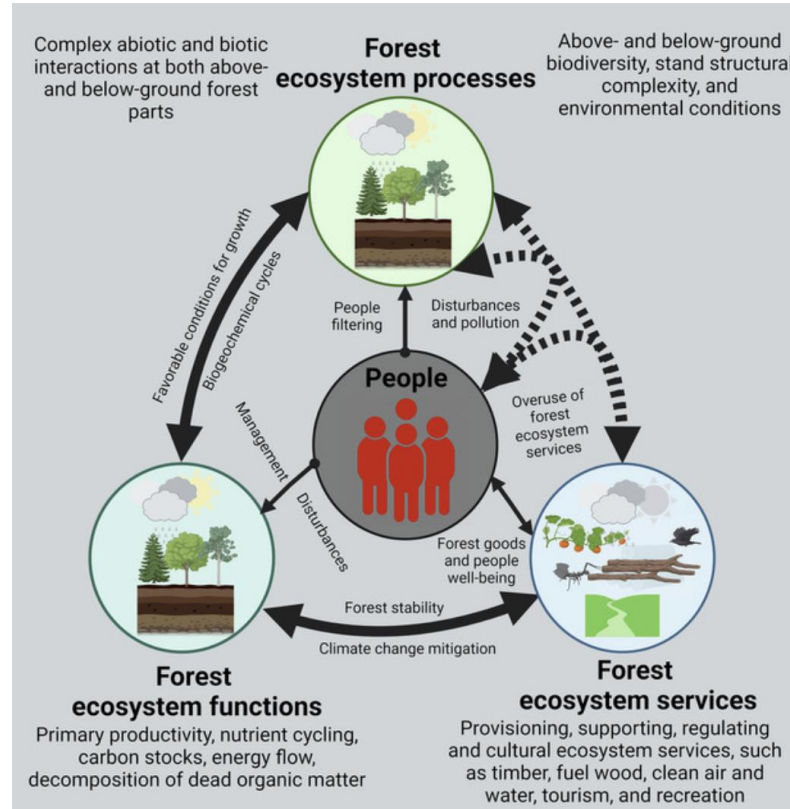 Complex abiotic and biotic
interactions at both above-
and below-ground forest
parts
Forest
ecosystem processes
Above- and below-ground
biodiversity, stand structural
complexity, and
environmental conditions
Favorable conditions for growth
Biogeochemical cycles
People
filtering
Disturbances
and pollution
People
Management
Disturbances
Overuse of
forest
ecosystem
services
Forest goods
and people
well-being
Forest stability
Climate change mitigation
Forest
ecosystem functions
Primary productivity, nutrient cycling,
carbon stocks, energy flow,
decomposition of dead organic matter
Forest
ecosystem services
Provisioning, supporting, regulating
and cultural ecosystem services, such
as timber, fuel wood, clean air and
water, tourism, and recreation